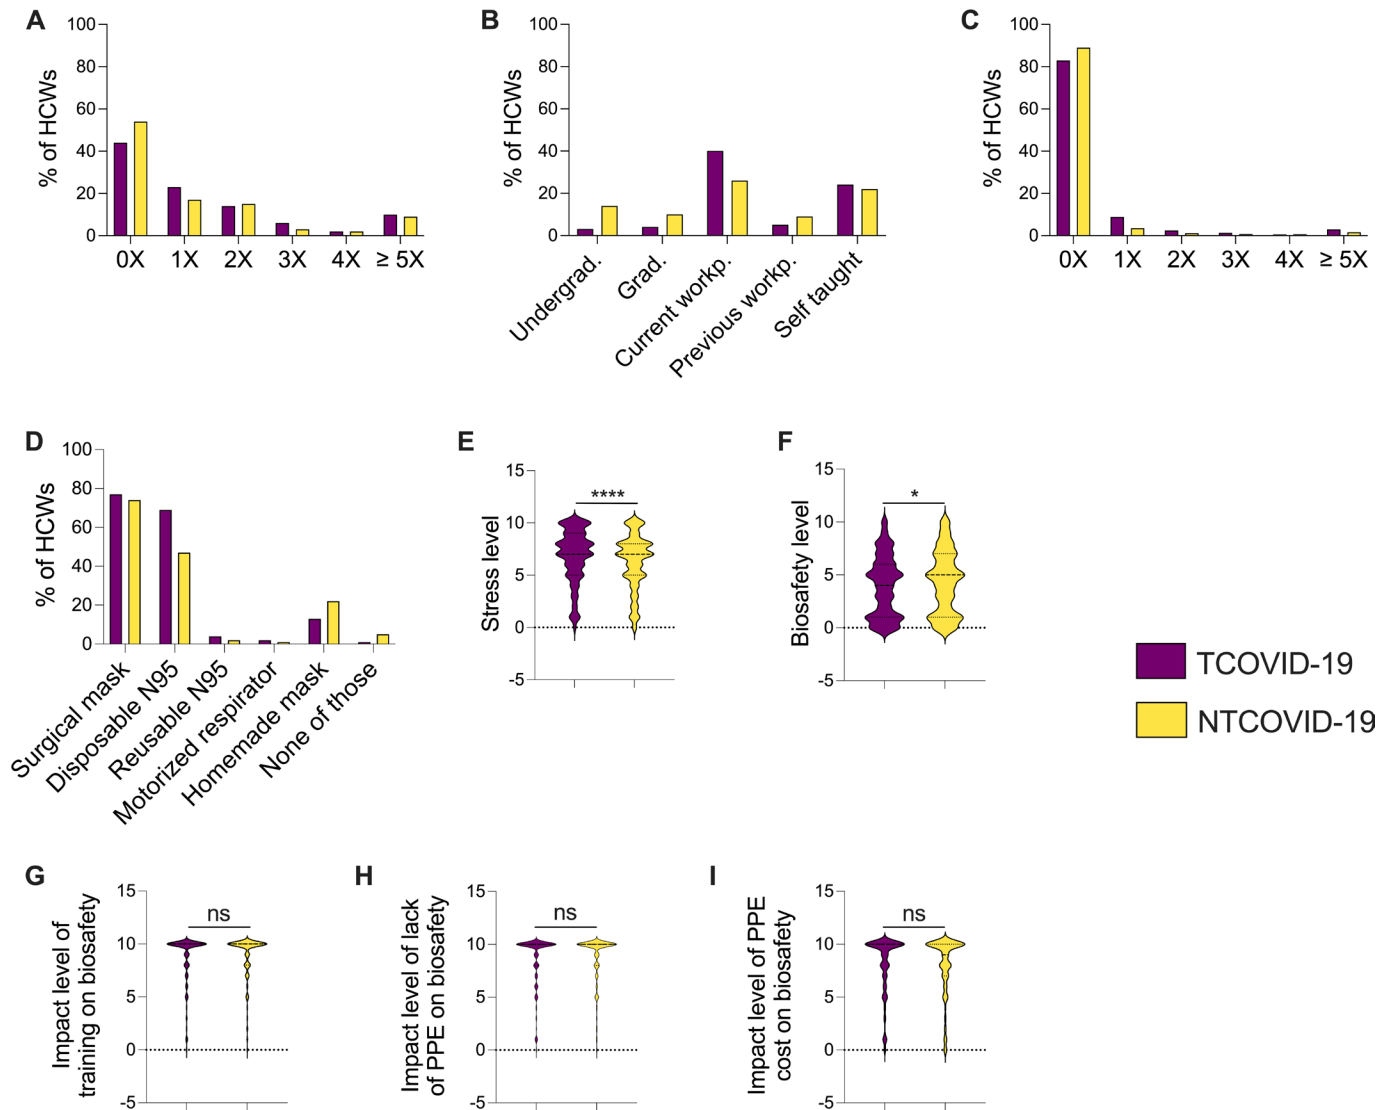 A
% of HCWs
100
80
60
40
20
0
0X 1X 2X 3X 4X ≥ 5X
B
% of HCWs
100
80
60
40
20
0
Undergrad.
Grad.
Current workp.
Previous workp.
Self taught
C
% of HCWs
100
80
60
40
20
0
0X 1X 2X 3X 4X ≥ 5X
D
% of HCWs
100
80
60
40
20
0
Surgical mask
Disposable N95
Reusable N95
Motorized respirator
Homemade mask
None of those
E
Stress level
15
10
5
0
-5
****
F
Biosafety level
15
10
5
0
-5
*
TCOVID-19
NTCOVID-19
G
Impact level of
training on biosafety
15
10
5
0
-5
ns
H
Impact level of lack
of PPE on biosafety
15
10
5
0
-5
ns
I
Impact level of PPE
cost on biosafety
15
10
5
0
-5
ns